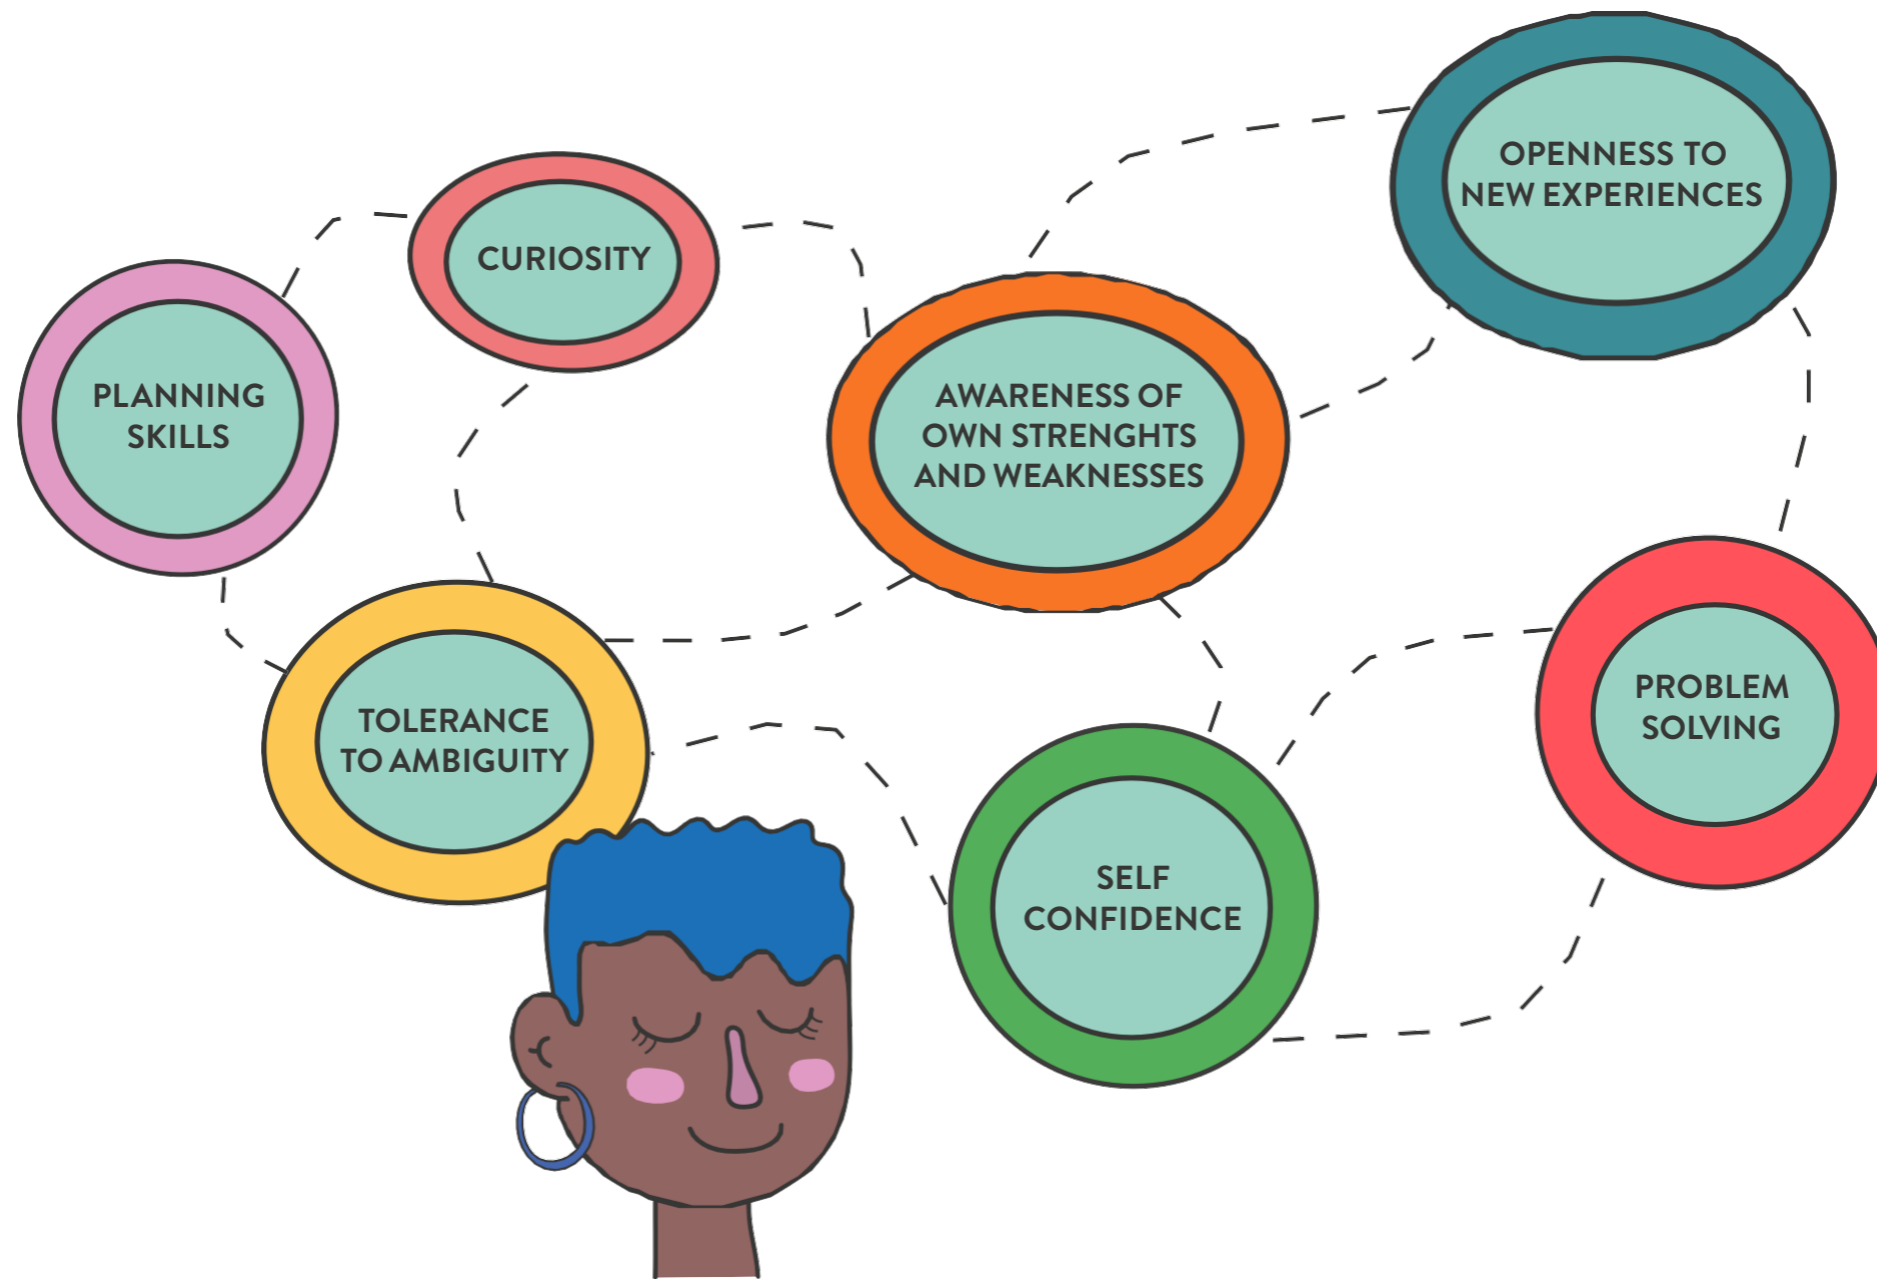 OPENNESS TO
NEW EXPERIENCES
CURIOSITY
PLANNING
SKILLS
AWARENESS OF
OWN STRENGHTS
AND WEAKNESSES
TOLERANCE
TO AMBIGUITY
PROBLEM
SOLVING
SELF
CONFIDENCE